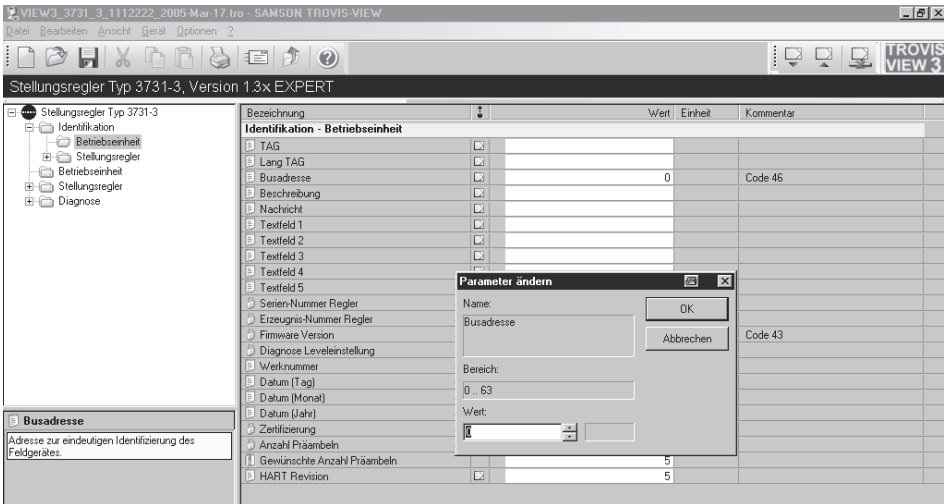 VIEW3_3731_3_1112222_2005-Mar-17.tro - SAMSON TROVIS-VIEW
Datei Bearbeiten Ansicht Gerät Optionen ?
TROVIS
VIEW 3
Stellungsregler Typ 3731-3, Version 1.3x EXPERT
Stellungsregler Typ 3731-3
Identifikation
Betriebseinheit
Stellungsregler
Betriebseinheit
Stellungsregler
Diagnose
Busadresse
Adresse zur eindeutigen Identifizierung des
Feldgerätes.
Bezeichnung Wert Einheit Kommentar
Identifikation - Betriebseinheit
TAG
Lang TAG
Busadresse 0 Code 46
Beschreibung
Nachricht
Textfeld 1
Textfeld 2
Textfeld 3
Textfeld 4
Textfeld 5
Serien-Nummer Regler
Erzeugnis-Nummer Regler
Firmware Version Code 43
Diagnose Leveleinstellung
Werknummer
Datum (Tag)
Datum (Monat)
Datum (Jahr)
Zertifizierung
Anzahl Präambeln
Gewünschte Anzahl Präambeln 5
HART Revision 5
Parameter ändern
Name:
Busadresse
OK
Abbrechen
Bereich:
0 .. 63
Wert:
0